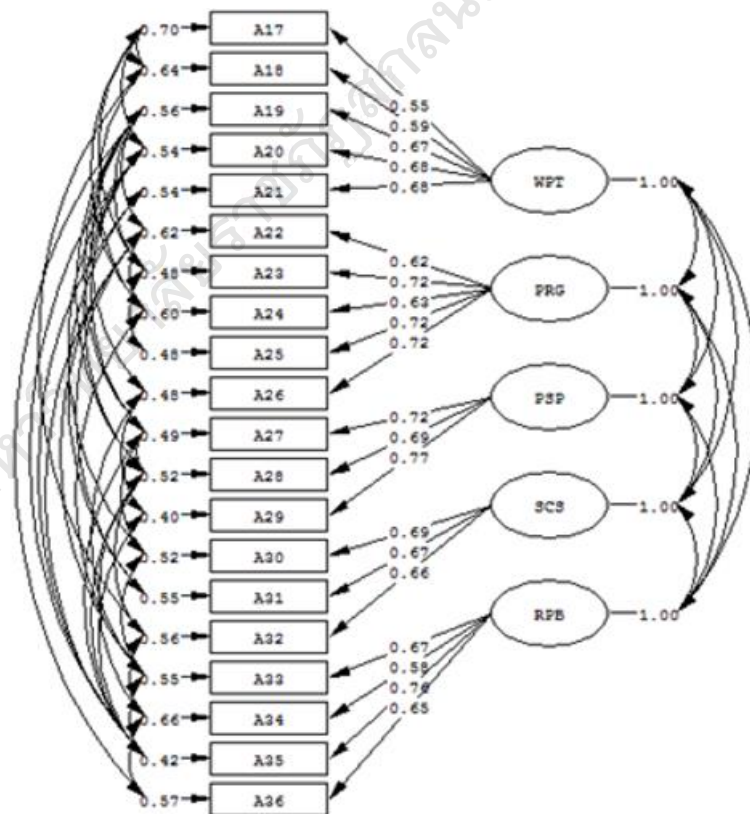 0.70 A17
0.64 A18
0.56 A19
0.54 A20
0.54 A21
0.62 A22
0.48 A23
0.60 A24
0.48 A25
0.48 A26
0.49 A27
0.52 A28
0.40 A29
0.52 A30
0.55 A31
0.56 A32
0.55 A33
0.66 A34
0.42 A35
0.57 A36
0.55
0.59
0.67
0.68
0.68
0.62
0.72
0.63
0.72
0.72
0.72
0.69
0.77
0.69
0.67
0.66
0.67
0.58
0.76
0.65
WPT 1.00
PRG 1.00
PSP 1.00
SCS 1.00
RPB 1.00